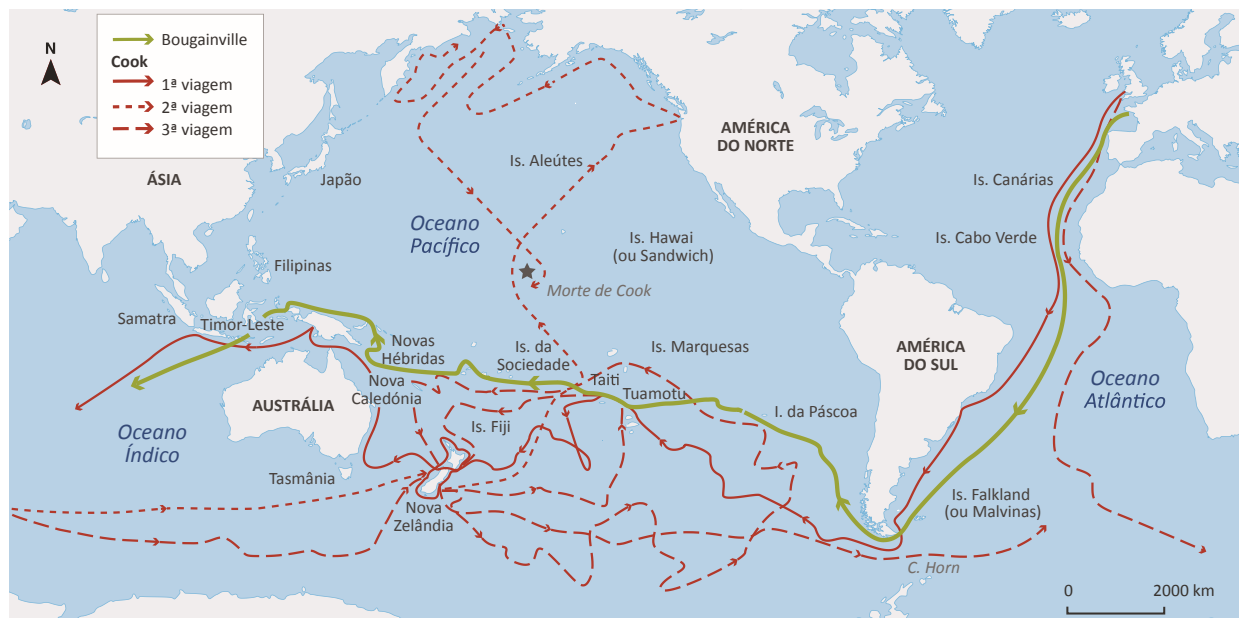 N
Bougainville
Cook
1ª viagem
2ª viagem
3ª viagem
ÁSIA
Japão
Is. Aleútes
AMÉRICA
DO NORTE
Is. Canárias
Oceano
Pacífico
Is. Hawai
(ou Sandwich)
Is. Cabo Verde
Filipinas
Morte de Cook
Samatra
Timor-Leste
Novas
Hébridas
Is. da
Sociedade
Is. Marquesas
AMÉRICA
DO SUL
Oceano
Atlântico
Nova
Caledónia
Taiti
Tuamotu
I. da Páscoa
AUSTRÁLIA
Is. Fiji
Oceano
Índico
Tasmânia
Nova
Zelândia
Is. Falkland
(ou Malvinas)
C. Horn
0 2000 km